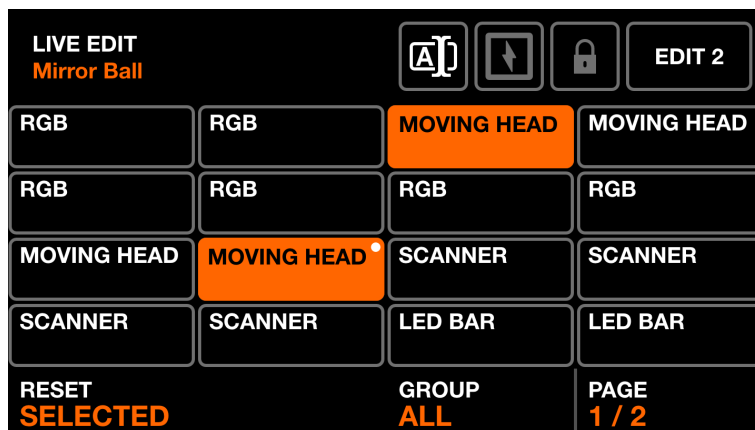 LIVE EDIT
Mirror Ball
A
EDIT 2
RGB
RGB
MOVING HEAD
MOVING HEAD
RGB
RGB
RGB
RGB
MOVING HEAD
MOVING HEAD
SCANNER
SCANNER
SCANNER
SCANNER
LED BAR
LED BAR
RESET
SELECTED
GROUP
ALL
PAGE
1 / 2